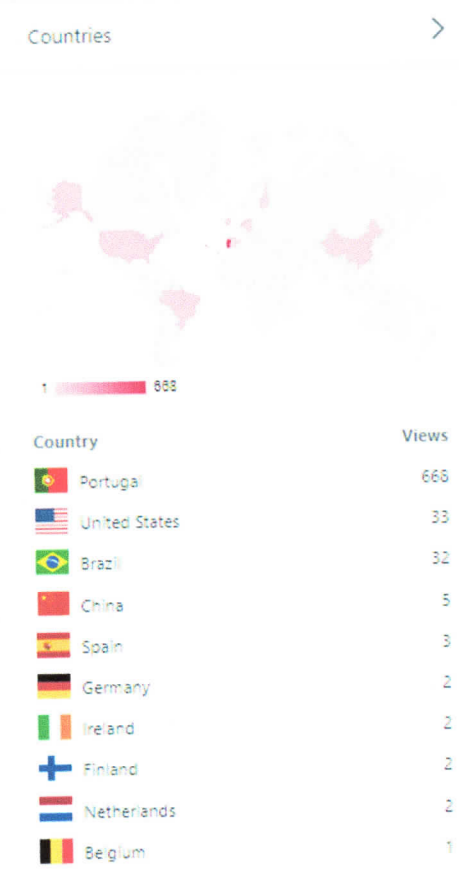 Countries
1 668
Country Views
Portugal 668
United States 33
Brazil 32
China 5
Spain 3
Germany 2
Ireland 2
Finland 2
Netherlands 2
Belgium 1